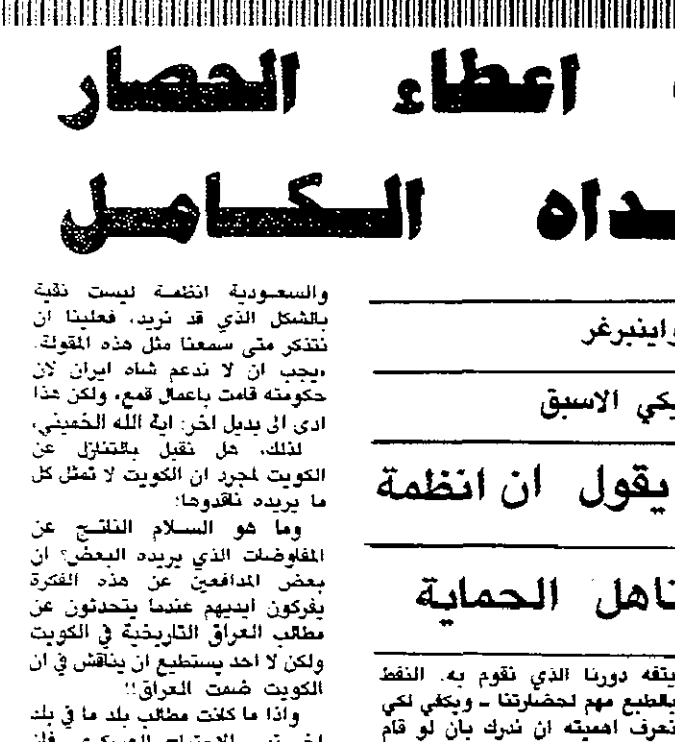 اعطاء الحصار
ـداه الكامل
واينبرغر
يكي الاسبق
يقول ان انظمة
تاهل الحماية
يتفه دورنا الذي نقوم به. النفط
بالطبع مهم لحضارتنا ـ ويكفي لكي
نعرف اهميته ان ندرك بان لو قام
والسعودية انظمة ليست نقية
بالشكل الذي قد نريد، فعلينا ان
نتذكر متى سمعنا مثل هذه المقولة.
«يجب ان لا ندعم شاه ايران لان
حكومته قامت باعمال قمع، ولكن هذا
ادى الى بديل اخر: اية الله الخميني،
لذلك، هل نقبل بالتنازل عن
الكويت لمجرد ان الكويت لا تمثل كل
ما يريده ناقدوها؛
وما هو السلام الناتج عن
المفاوضات الذي يريده البعض؟ ان
بعض المدافعين عن هذه الفكرة
يفركون ايديهم عندما يتحدثون عن
مطالب العراق التاريخية في الكويت
ولكن لا احد يستطيع ان يناقش في ان
الكويت ضمت العراق!!
واذا ما كانت مطالب بلد ما في بلد